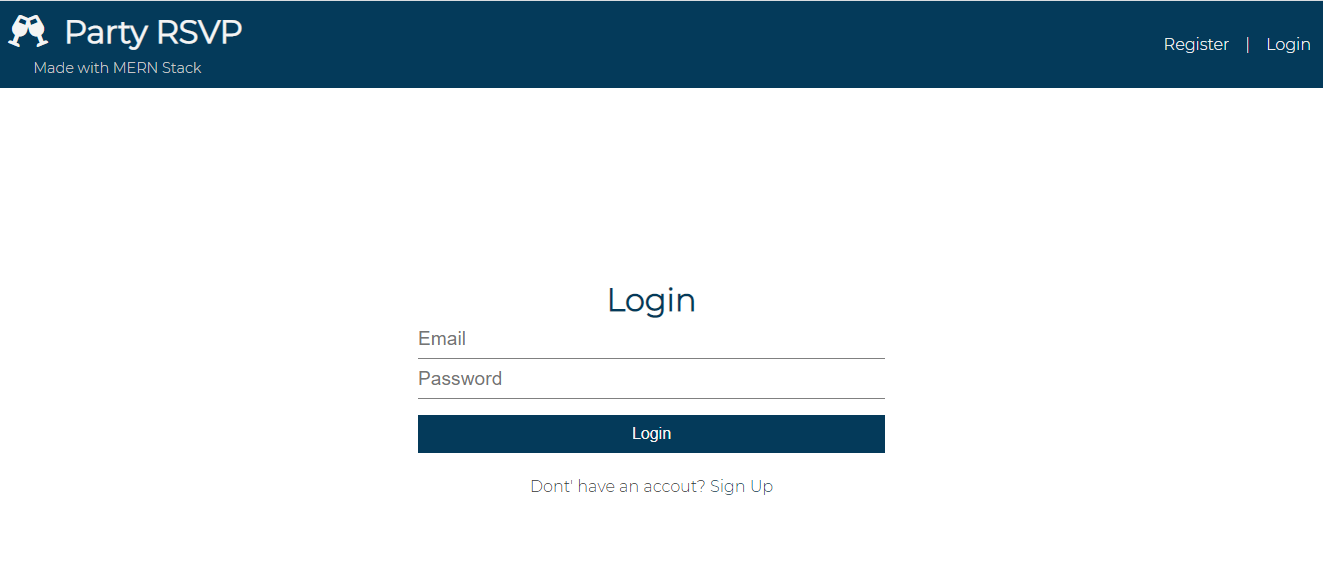 Party RSVP
Made with MERN Stack
Register | Login
Login
Email
Password
Login
Dont' have an accout? Sign Up